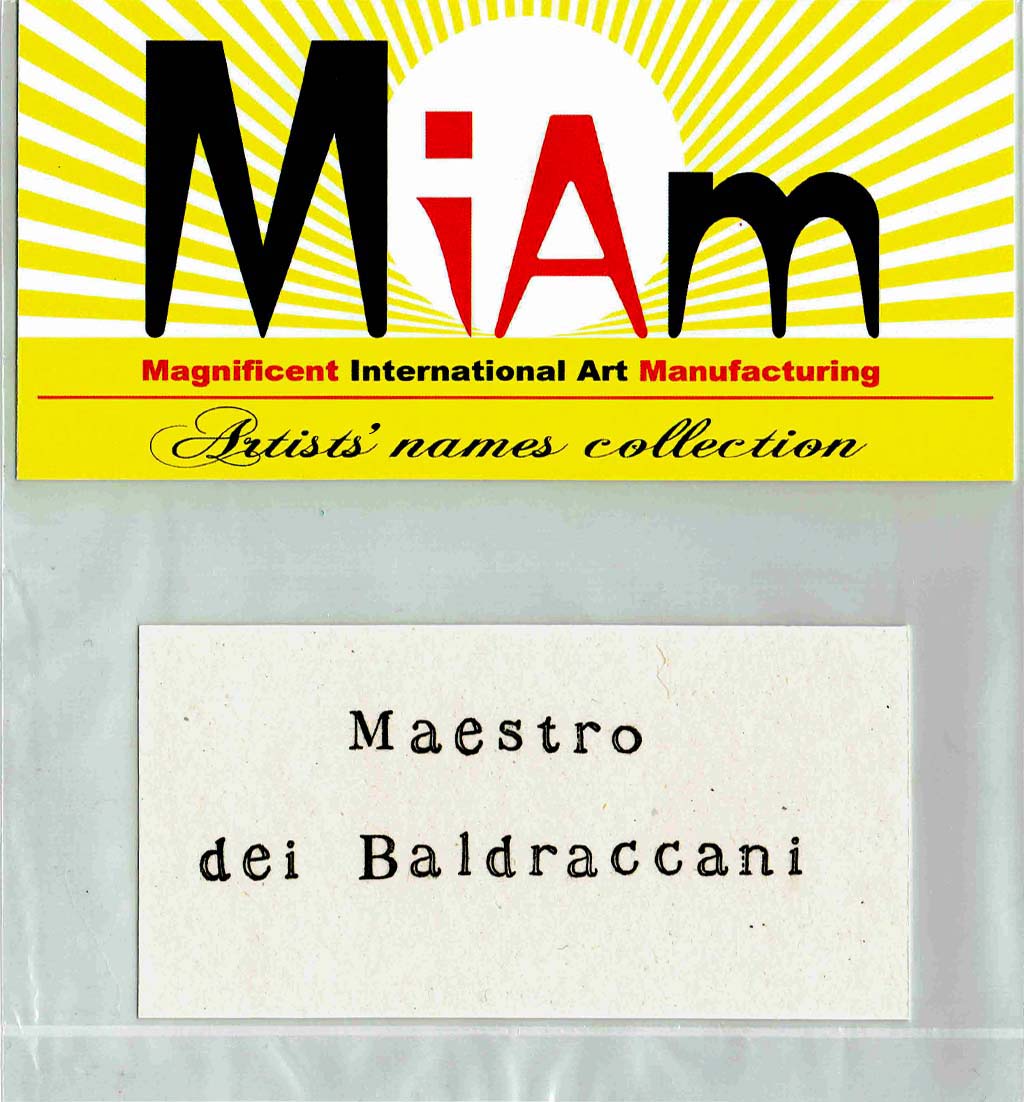 MiAm
Magnificent International Art Manufacturing
Artists' names collection
Maestro
dei Baldraccani